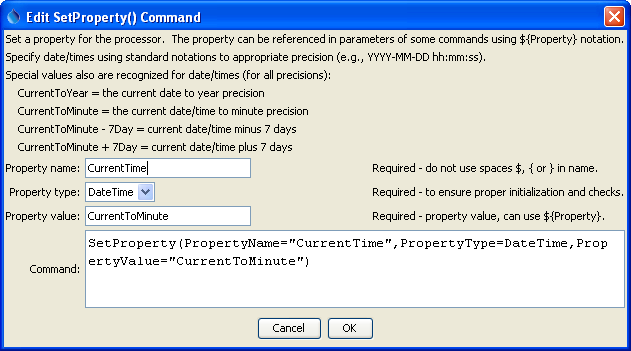 Edit SetProperty() Command
Set a property for the processor.  The property can be referenced in parameters of some commands using ${Property} notation.
Specify date/times using standard notations to appropriate precision (e.g., YYYY-MM-DD hh:mm:ss).
Special values also are recognized for date/times (for all precisions):
CurrentToYear = the current date to year precision
CurrentToMinute = the current date/time to minute precision
CurrentToMinute - 7Day = current date/time minus 7 days
CurrentToMinute + 7Day = current date/time plus 7 days
Property name: CurrentTime Required - do not use spaces $, { or } in name.
Property type: DateTime Required - to ensure proper initialization and checks.
Property value: CurrentToMinute Required - property value, can use ${Property}.
SetProperty(PropertyName="CurrentTime",PropertyType=DateTime,Prop
ertyValue="CurrentToMinute")
Command:
Cancel OK